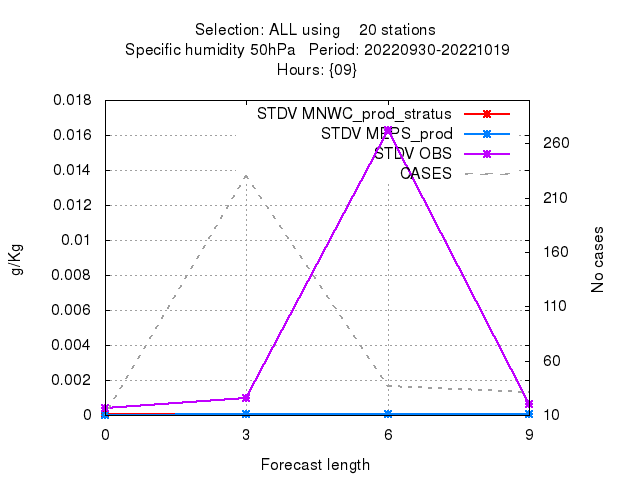 Selection: ALL using    20 stations
Specific humidity 50hPa   Period: 20220930-20221019
Hours: {09}
STDV MNWC_prod_stratus
STDV MEPS_prod
STDV OBS
CASES
0.018
0.016
0.014
0.012
0.01
0.008
0.006
0.004
0.002
0
g/Kg
260
210
160
110
60
10
No cases
0 3 6 9
Forecast length